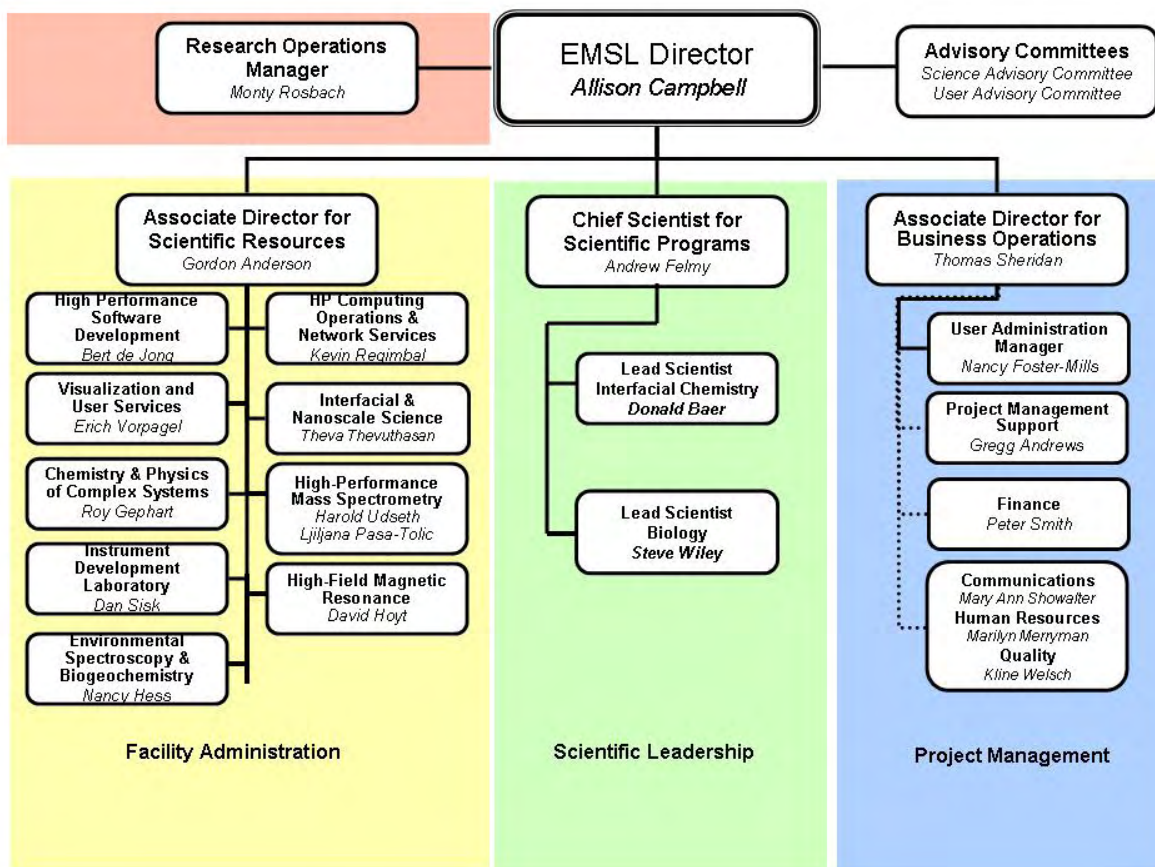 Research Operations
Manager
Monty Rosbach
EMSL Director
Allison Campbell
Advisory Committees
Science Advisory Committee
User Advisory Committee
Associate Director for
Scientific Resources
Gordon Anderson
High Performance
Software
Development
Bert de Jong
HP Computing
Operations
& Network Services
Kevin Regimbal
Visualization and
User Services
Erich Vorpagel
Interfacial &
Nanoscale Science
Theva Thevuthasan
Chemistry & Physics
of Complex Systems
Roy Gephart
High-Performance
Mass Spectrometry
Harold Udseth
Ljiljana Pasa-Tolic
Instrument
Development
Laboratory
Dan Sisk
High-Field Magnetic
Resonance
David Hoyt
Environmental
Spectroscopy &
Biogeochemistry
Nancy Hess
Facility Administration
Chief Scientist for
Scientific Programs
Andrew Felmy
Lead Scientist
Interfacial Chemistry
Donald Baer
Lead Scientist
Biology
Steve Wiley
Scientific Leadership
Associate Director for
Business Operations
Thomas Sheridan
User Administration
Manager
Nancy Foster-Mills
Project Management
Support
Gregg Andrews
Finance
Peter Smith
Communications
Mary Ann Showalter
Human Resources
Marilyn Merryman
Quality
Kline Welsch
Project Management